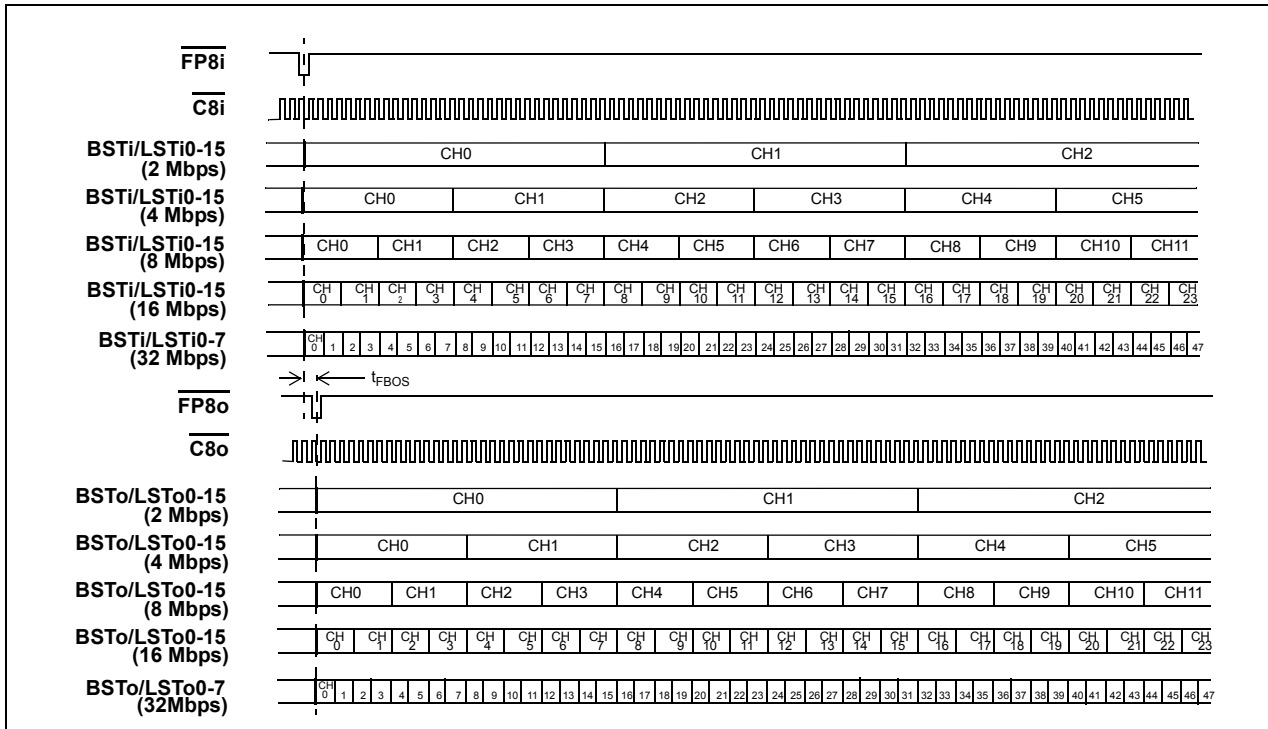 FP8i
C8i
BSTi/LSTi0-15
(2 Mbps)
CH0 CH1 CH2
BSTi/LSTi0-15
(4 Mbps)
CH0 CH1 CH2 CH3 CH4 CH5
BSTi/LSTi0-15
(8 Mbps)
CH0 CH1 CH2 CH3 CH4 CH5 CH6 CH7 CH8 CH9 CH10 CH11
BSTi/LSTi0-15
(16 Mbps)
CH 0 CH 1 CH 2 CH 3 CH 4 CH 5 CH 6 CH 7 CH 8 CH 9 CH 10 CH 11 CH 12 CH 13 CH 14 CH 15 CH 16 CH 17 CH 18 CH 19 CH 20 CH 21 CH 22 CH 23
BSTi/LSTi0-7
(32 Mbps)
CH 0 1 2 3 4 5 6 7 8 9 10 11 12 13 14 15 16 17 18 19 20 21 22 23 24 25 26 27 28 29 30 31 32 33 34 35 36 37 38 39 40 41 42 43 44 45 46 47
tFBOS
FP8o
C8o
BSTo/LSTo0-15
(2 Mbps)
CH0 CH1 CH2
BSTo/LSTo0-15
(4 Mbps)
CH0 CH1 CH2 CH3 CH4 CH5
BSTo/LSTo0-15
(8 Mbps)
CH0 CH1 CH2 CH3 CH4 CH5 CH6 CH7 CH8 CH9 CH10 CH11
BSTo/LSTo0-15
(16 Mbps)
CH 0 CH 1 CH 2 CH 3 CH 4 CH 5 CH 6 CH 7 CH 8 CH 9 CH 10 CH 11 CH 12 CH 13 CH 14 CH 15 CH 16 CH 17 CH 18 CH 19 CH 20 CH 21 CH 22 CH 23
BSTo/LSTo0-7
(32Mbps)
CH 0 1 2 3 4 5 6 7 8 9 10 11 12 13 14 15 16 17 18 19 20 21 22 23 24 25 26 27 28 29 30 31 32 33 34 35 36 37 38 39 40 41 42 43 44 45 46 47